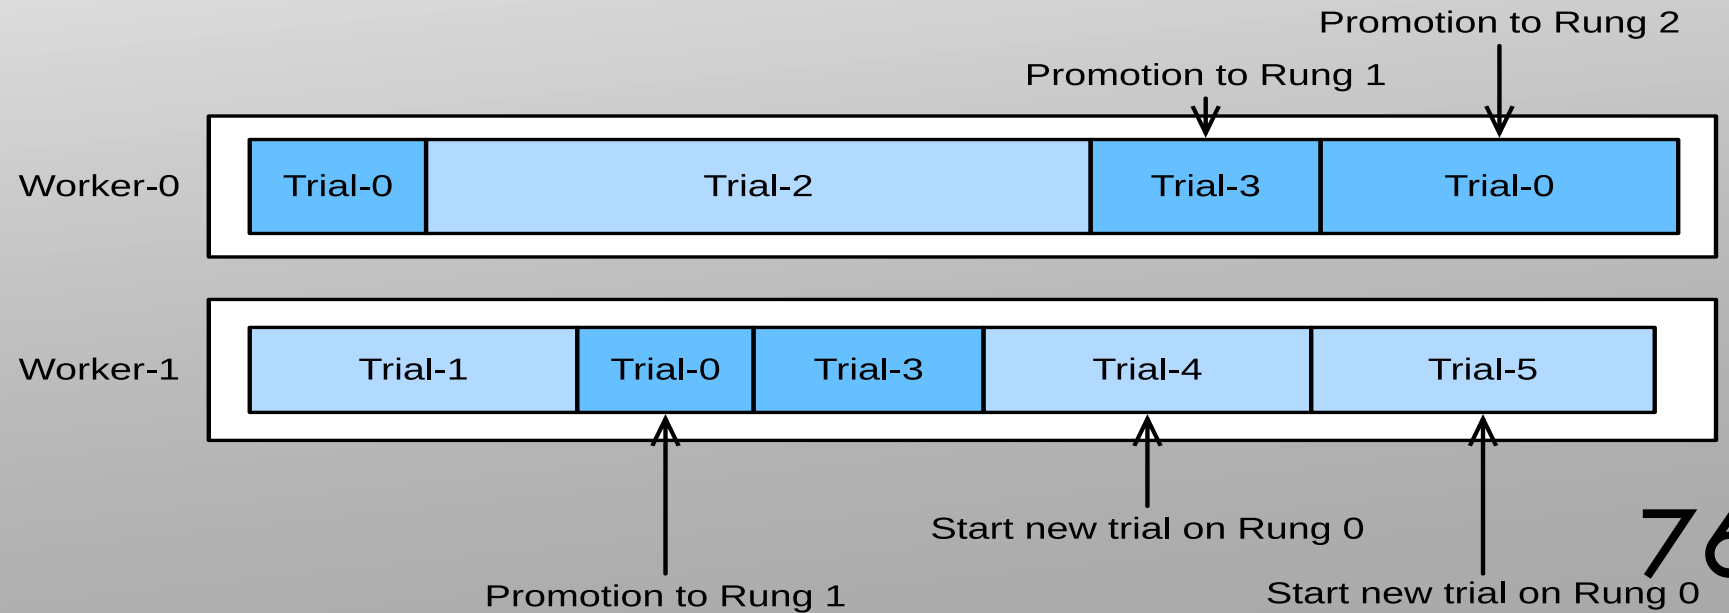 Promotion to Rung 2
Promotion to Rung 1
Worker-0
Trial-0
Trial-2
Trial-3
Trial-0
Worker-1
Trial-1
Trial-0
Trial-3
Trial-4
Trial-5
Start new trial on Rung 0
76
Promotion to Rung 1
Start new trial on Rung 0